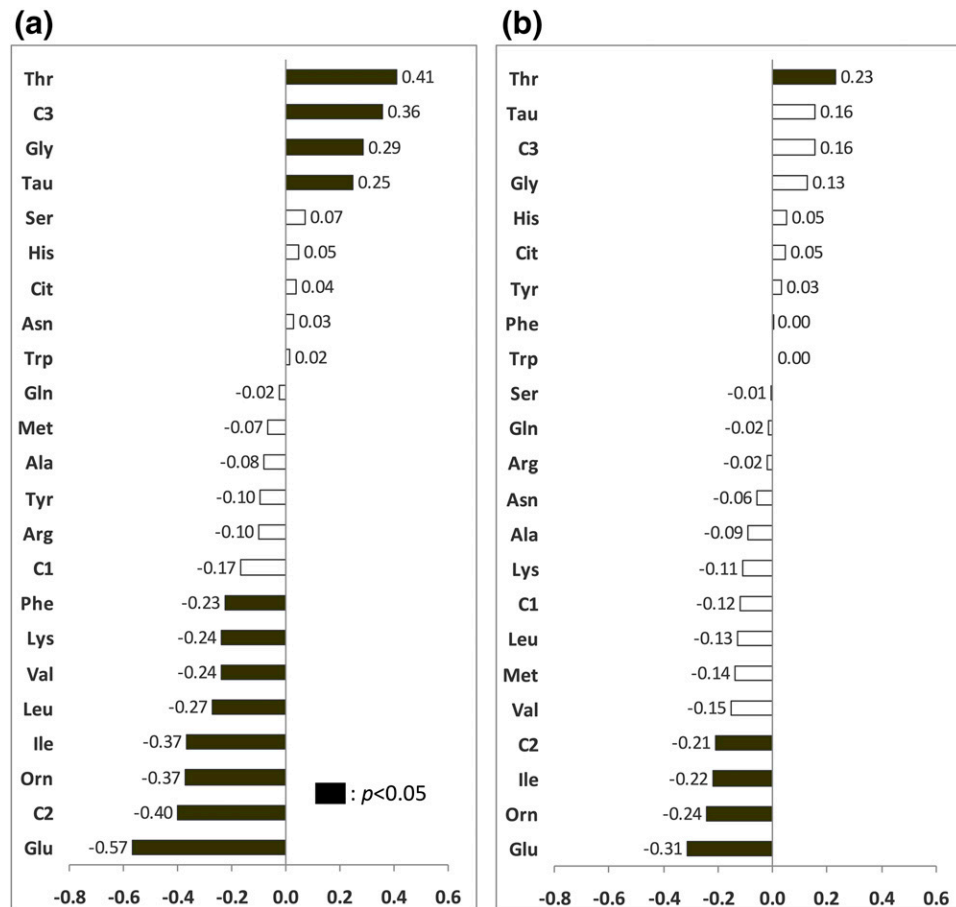 (a)
Thr 0.41
C3 0.36
Gly 0.29
Tau 0.25
Ser 0.07
His 0.05
Cit 0.04
Asn 0.03
Trp 0.02
Gln -0.02
Met -0.07
Ala -0.08
Tyr -0.10
Arg -0.10
C1 -0.17
Phe -0.23
Lys -0.24
Val -0.24
Leu -0.27
Ile -0.37
Orn -0.37
: p<0.05
C2 -0.40
Glu -0.57
-0.8 -0.6 -0.4 -0.2 0.0 0.2 0.4 0.6
(b)
Thr 0.23
Tau 0.16
C3 0.16
Gly 0.13
His 0.05
Cit 0.05
Tyr 0.03
Phe 0.00
Trp 0.00
Ser -0.01
Gln -0.02
Arg -0.02
Asn -0.06
Ala -0.09
Lys -0.11
C1 -0.12
Leu -0.13
Met -0.14
Val -0.15
C2 -0.21
Ile -0.22
Orn -0.24
Glu -0.31
-0.8 -0.6 -0.4 -0.2 0.0 0.2 0.4 0.6